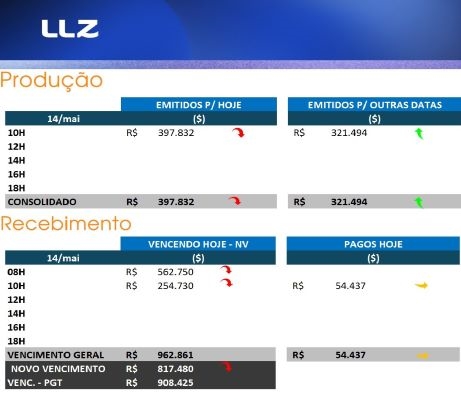 LLZ
Produção
EMITIDOS P/ HOJE EMITIDOS P/ OUTRAS DATAS
14/mai ($) ($)
10H R$ 397.832 R$ 321.494
12H
14H
16H
18H
CONSOLIDADO R$ 397.832 R$ 321.494
Recebimento
VENCENDO HOJE - NV PAGOS HOJE
14/mai ($) ($)
08H R$ 562.750
10H R$ 254.730 R$ 54.437
12H
14H
16H
18H
VENCIMENTO GERAL R$ 962.861 R$ 54.437
NOVO VENCIMENTO R$ 817.480
VENC. - PGT R$ 908.425